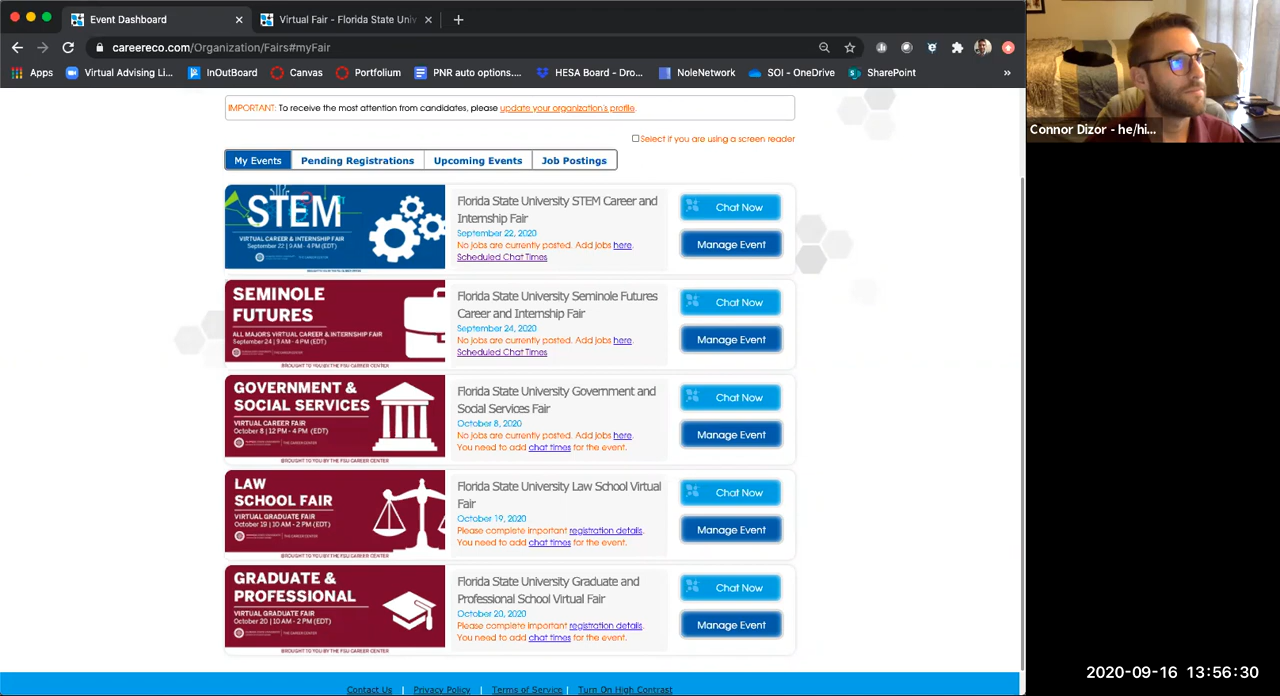 Event Dashboard
Virtual Fair - Florida State Univ
careereco.com/Organization/Fairs#myFair
Apps
Virtual Advising Li...
InOutBoard
Canvas
Portfolium
PNR auto options....
HESA Board - Dro...
NoleNetwork
SOI - OneDrive
SharePoint
»
Connor Dizor - he/hi...
IMPORTANT: To receive the most attention from candidates, please update your organization's profile.
Select if you are using a screen reader
My Events
Pending Registrations
Upcoming Events
Job Postings
STEM
VIRTUAL CAREER & INTERNSHIP FAIR
September 22 | 9 AM - 4 PM (EDT)
Florida State University STEM Career and
Internship Fair
September 22, 2020
No jobs are currently posted. Add jobs here.
Scheduled Chat Times
Chat Now
Manage Event
SEMINOLE
FUTURES
ALL MAJORS VIRTUAL CAREER & INTERNSHIP FAIR
September 24 | 9 AM - 4 PM (EDT)
BROUGHT TO YOU BY THE FSU CAREER CENTER
Florida State University Seminole Futures
Career and Internship Fair
September 24, 2020
No jobs are currently posted. Add jobs here.
Scheduled Chat Times
Chat Now
Manage Event
GOVERNMENT &
SOCIAL SERVICES
VIRTUAL CAREER FAIR
October 8 | 12 PM - 4 PM (EDT)
BROUGHT TO YOU BY THE FSU CAREER CENTER
Florida State University Government and
Social Services Fair
October 8, 2020
No jobs are currently posted. Add jobs here.
You need to add chat times for the event.
Chat Now
Manage Event
LAW
SCHOOL FAIR
VIRTUAL GRADUATE FAIR
October 19 | 10 AM - 2 PM (EDT)
BROUGHT TO YOU BY THE FSU CAREER CENTER
Florida State University Law School Virtual
Fair
October 19, 2020
Please complete important registration details.
You need to add chat times for the event.
Chat Now
Manage Event
GRADUATE &
PROFESSIONAL
VIRTUAL GRADUATE FAIR
October 20 | 10 AM - 2 PM (EDT)
BROUGHT TO YOU BY THE FSU CAREER CENTER
Florida State University Graduate and
Professional School Virtual Fair
October 20, 2020
Please complete important registration details.
You need to add chat times for the event.
Chat Now
Manage Event
Contact Us | Privacy Policy | Terms of Service | Turn On High Contrast
2020-09-16 13:56:30